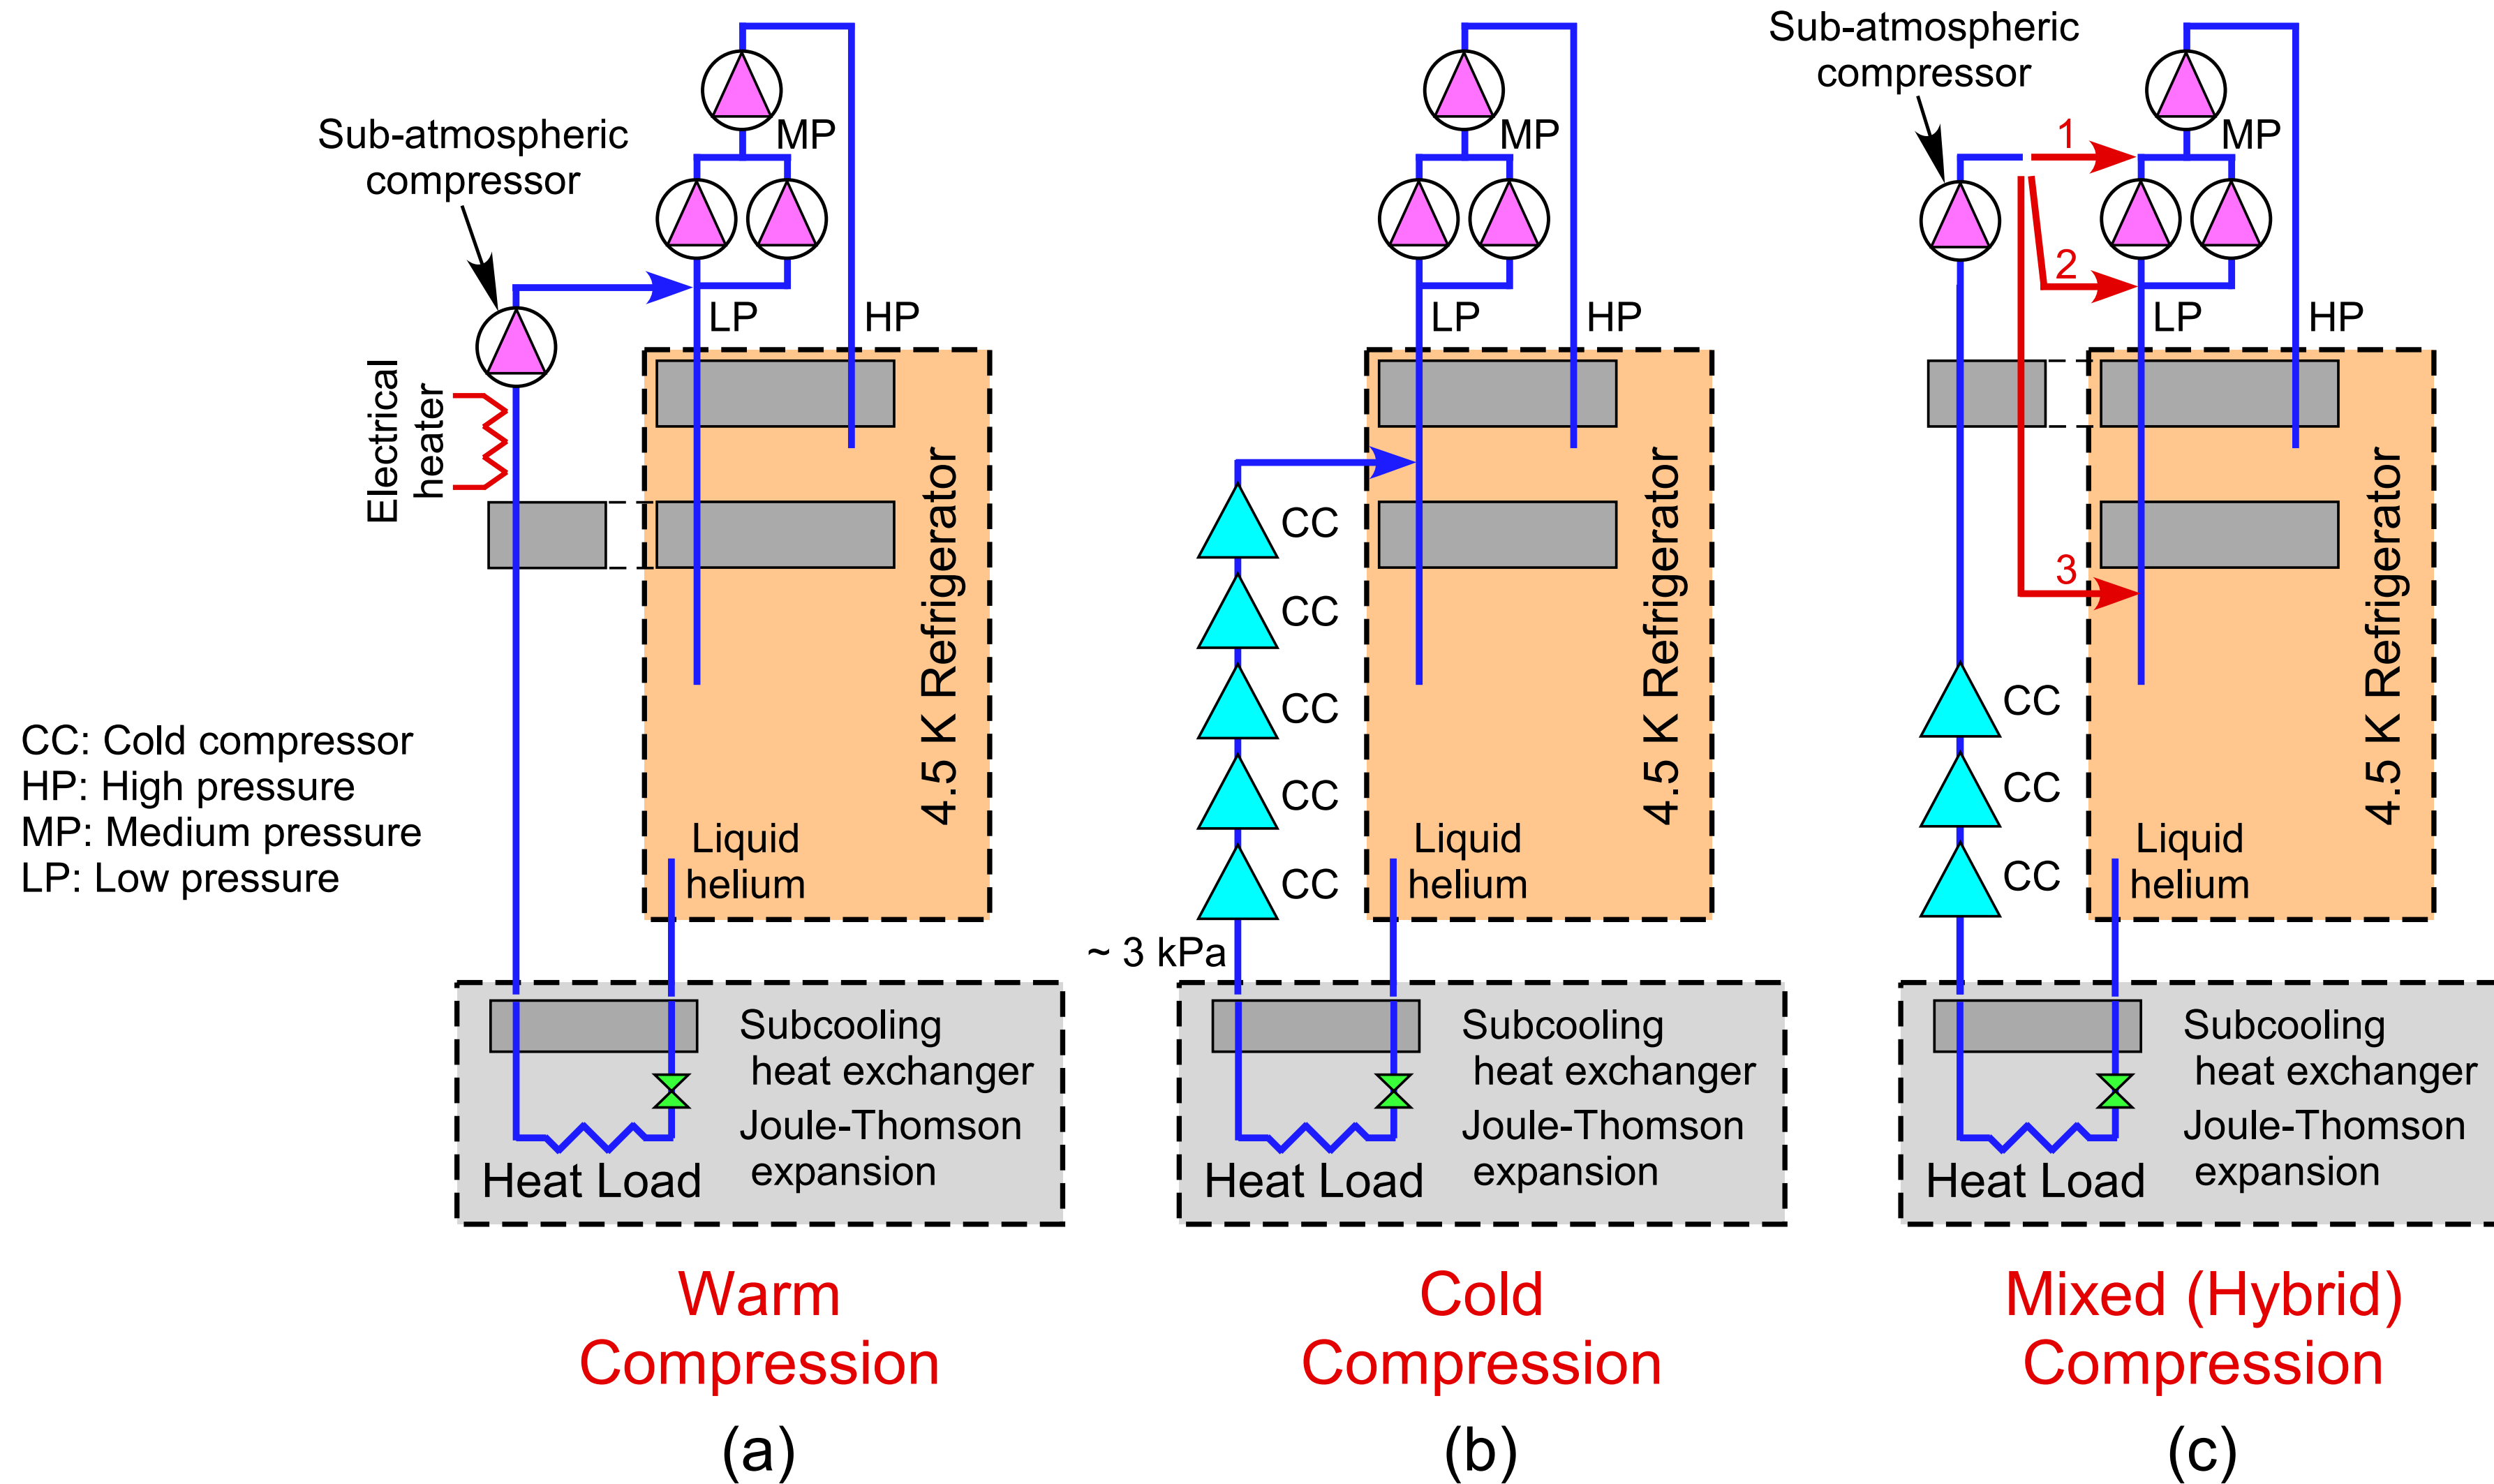 Sub-atmospheric
compressor
MP
LP
HP
Electrical
heater
4.5 K Refrigerator
CC: Cold compressor
HP: High pressure
MP: Medium pressure
LP: Low pressure
Liquid
helium
Subcooling
heat exchanger
Joule-Thomson
expansion
Heat Load
Warm
Compression
(a)
MP
LP
HP
CC
CC
CC
CC
CC
4.5 K Refrigerator
Liquid
helium
~ 3 kPa
Subcooling
heat exchanger
Joule-Thomson
expansion
Heat Load
Cold
Compression
(b)
Sub-atmospheric
compressor
1
MP
2
LP
HP
3
4.5 K Refrigerator
CC
CC
CC
Liquid
helium
Subcooling
heat exchanger
Joule-Thomson
expansion
Heat Load
Mixed (Hybrid)
Compression
(c)